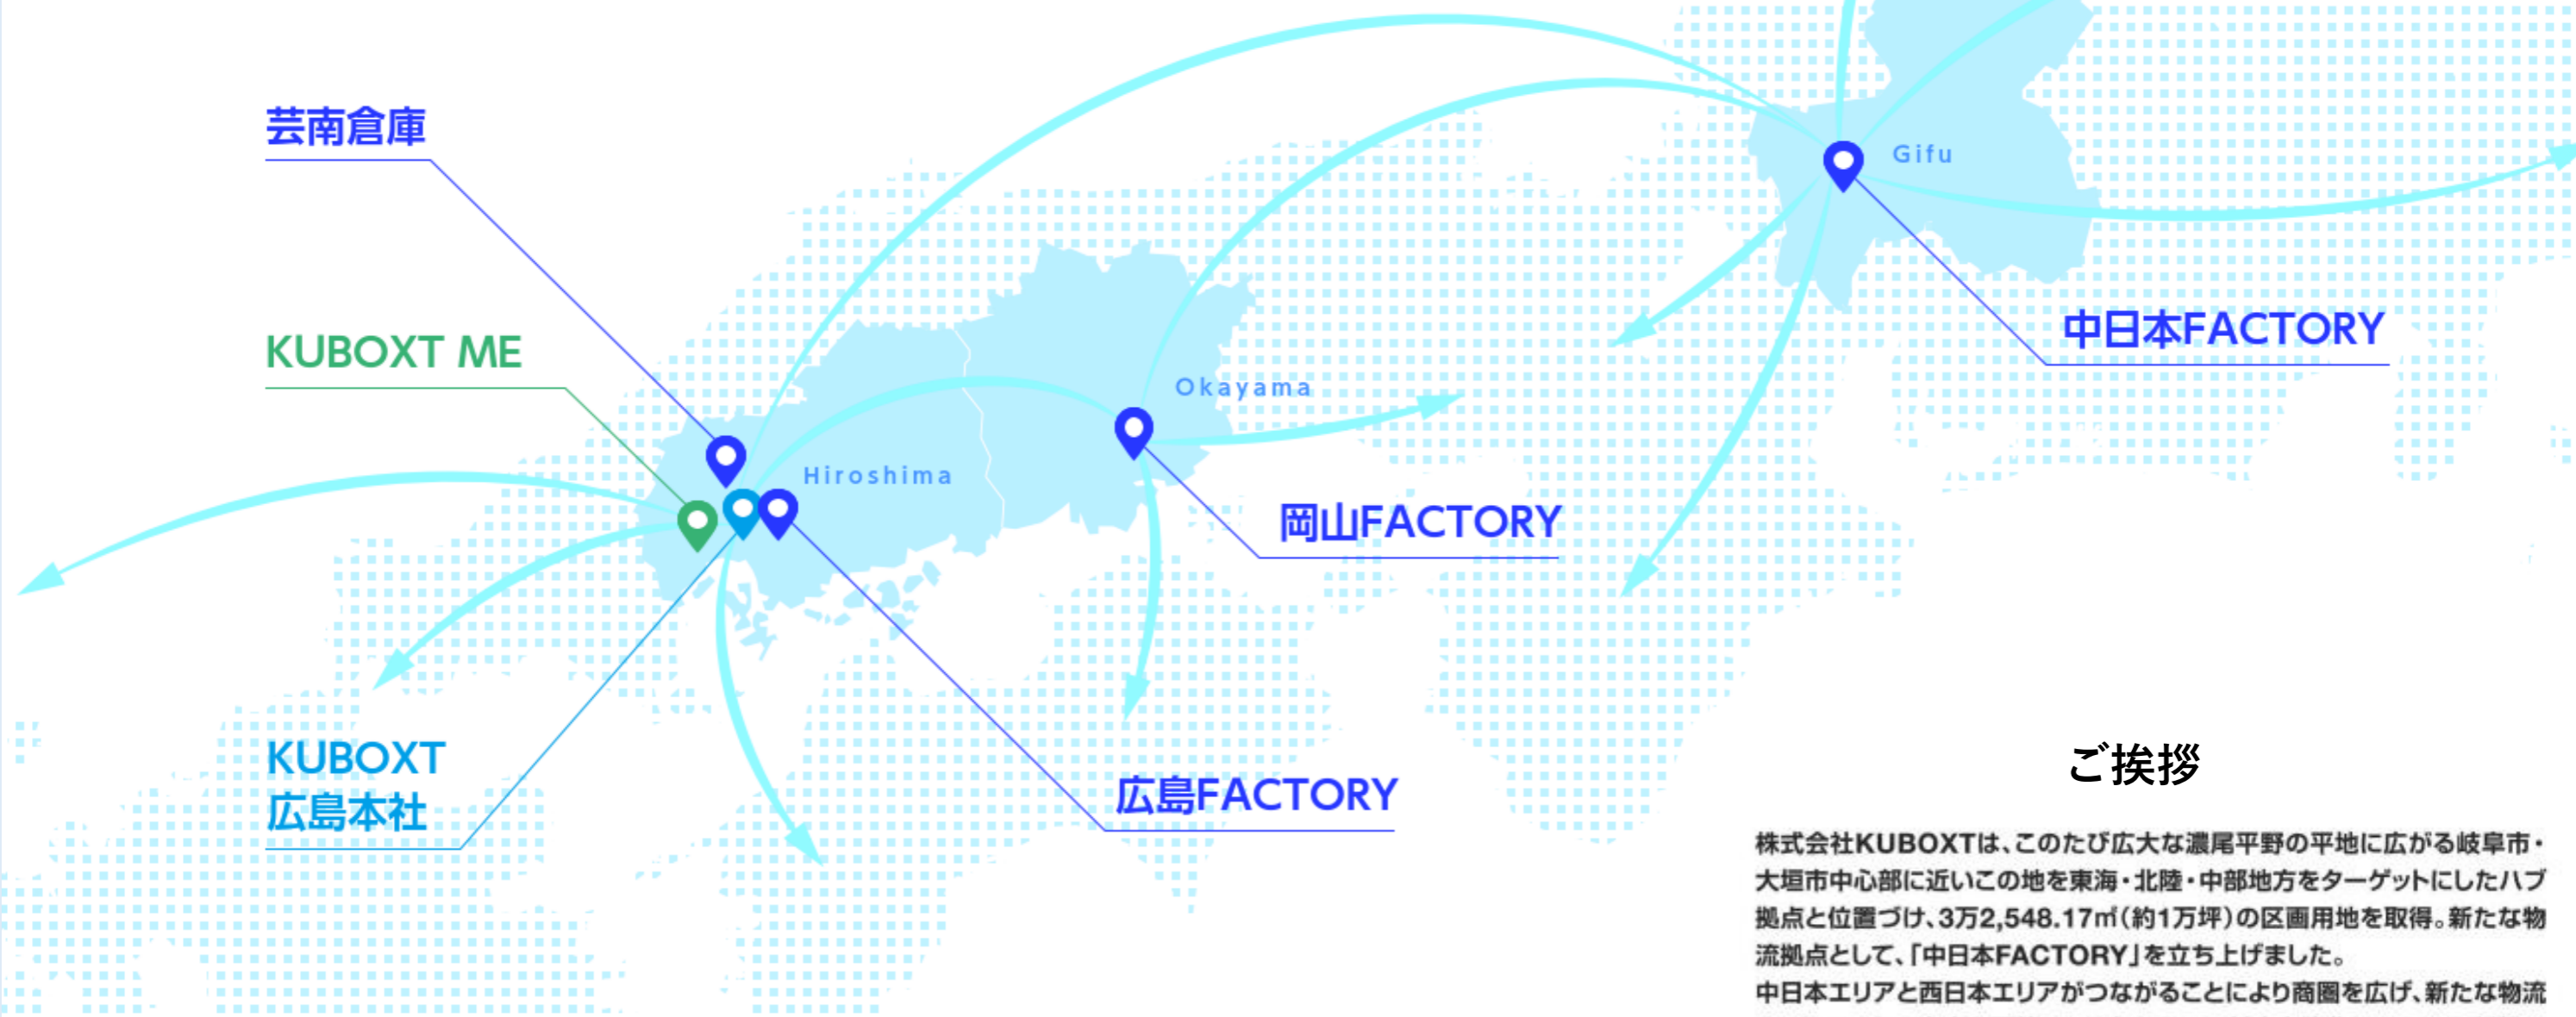 芸南倉庫
Gifu
中日本FACTORY
KUBOXT ME
Okayama
Hiroshima
岡山FACTORY
KUBOXT
広島本社
広島FACTORY
ご挨拶
株式会社KUBOXTは、このたび広大な濃尾平野の平地に広がる岐阜市・
大垣市中心部に近いこの地を東海・北陸・中部地方をターゲットにしたハブ
拠点と位置づけ、3万2,548.17㎡(約1万坪)の区画用地を取得。新たな物
流拠点として、「中日本FACTORY」を立ち上げました。
中日本エリアと西日本エリアがつながることにより商圏を広げ、新たな物流